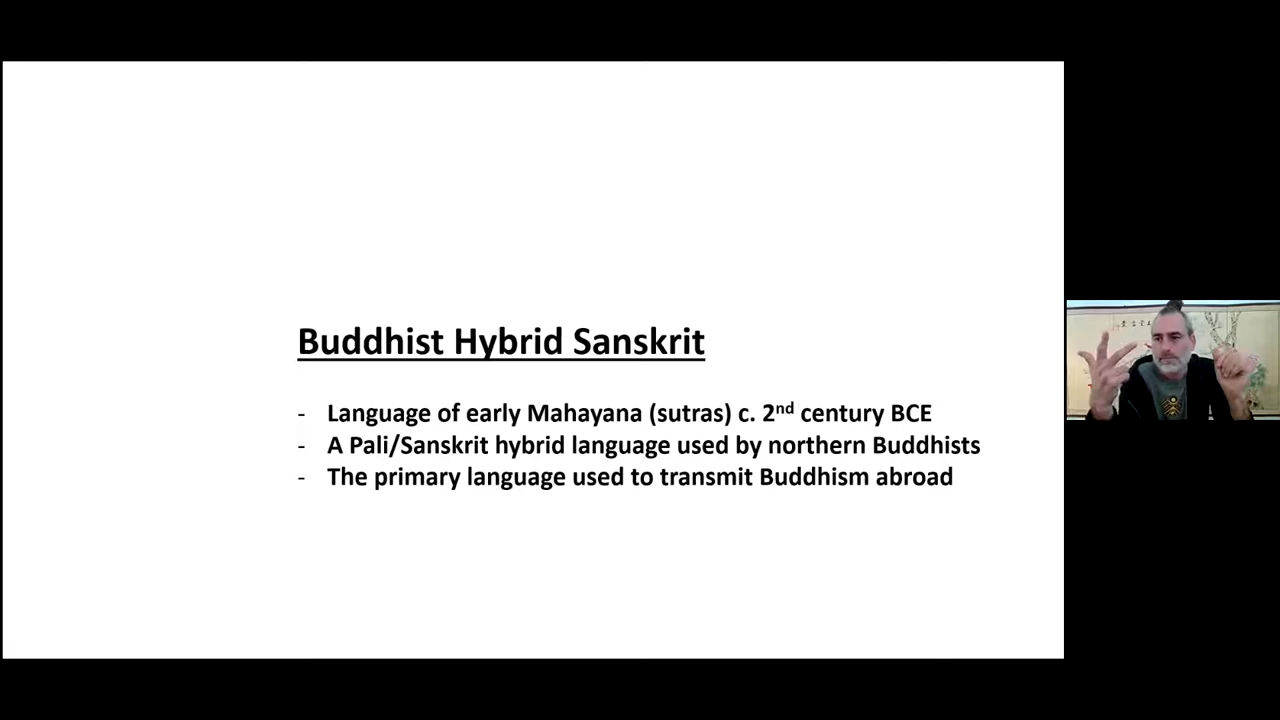 Buddhist Hybrid Sanskrit
- Language of early Mahayana (sutras) c. 2nd century BCE
- A Pali/Sanskrit hybrid language used by northern Buddhists
- The primary language used to transmit Buddhism abroad